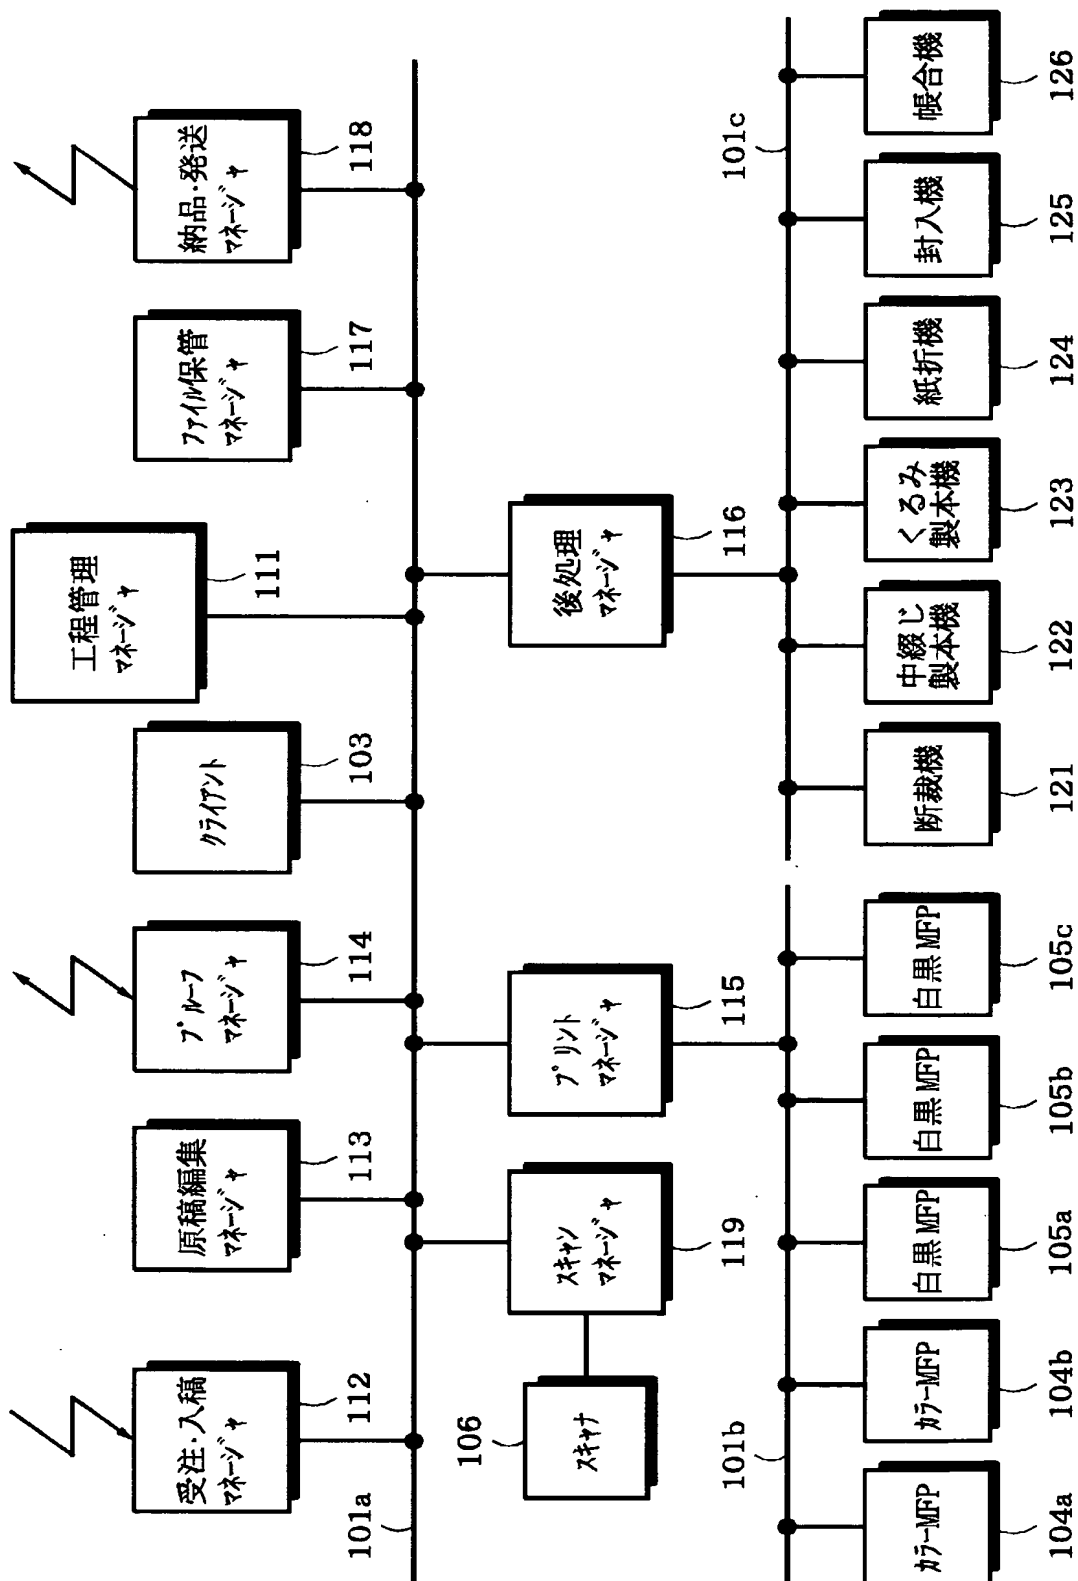 受注・入稿
マネージャ
112
原稿編集
マネージャ
113
プルーフ
マネージャ
114
クライアント
103
工程管理
マネージャ
111
ファイル保管
マネージャ
117
納品・発送
マネージャ
118
101a
スキャナ
106
スキャン
マネージャ
119
プリント
マネージャ
115
後処理
マネージャ
116
101b
101c
カラーMFP
104a
カラーMFP
104b
白黒MFP
105a
白黒MFP
105b
白黒MFP
105c
断裁機
121
中綴じ
製本機
122
くるみ
製本機
123
紙折機
124
封入機
125
帳合機
126